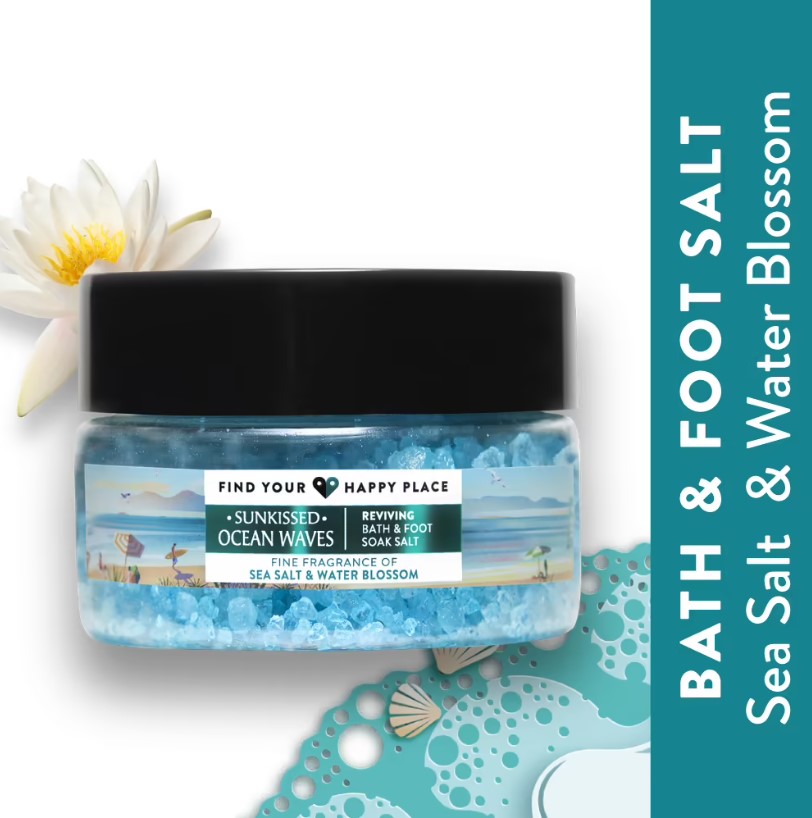 FIND YOUR HAPPY PLACE
• SUNKISSED •
OCEAN WAVES
REVIVING
BATH & FOOT
SOAK SALT
FINE FRAGRANCE OF
SEA SALT & WATER BLOSSOM
BATH & FOOT SALT
Sea Salt & Water Blossom